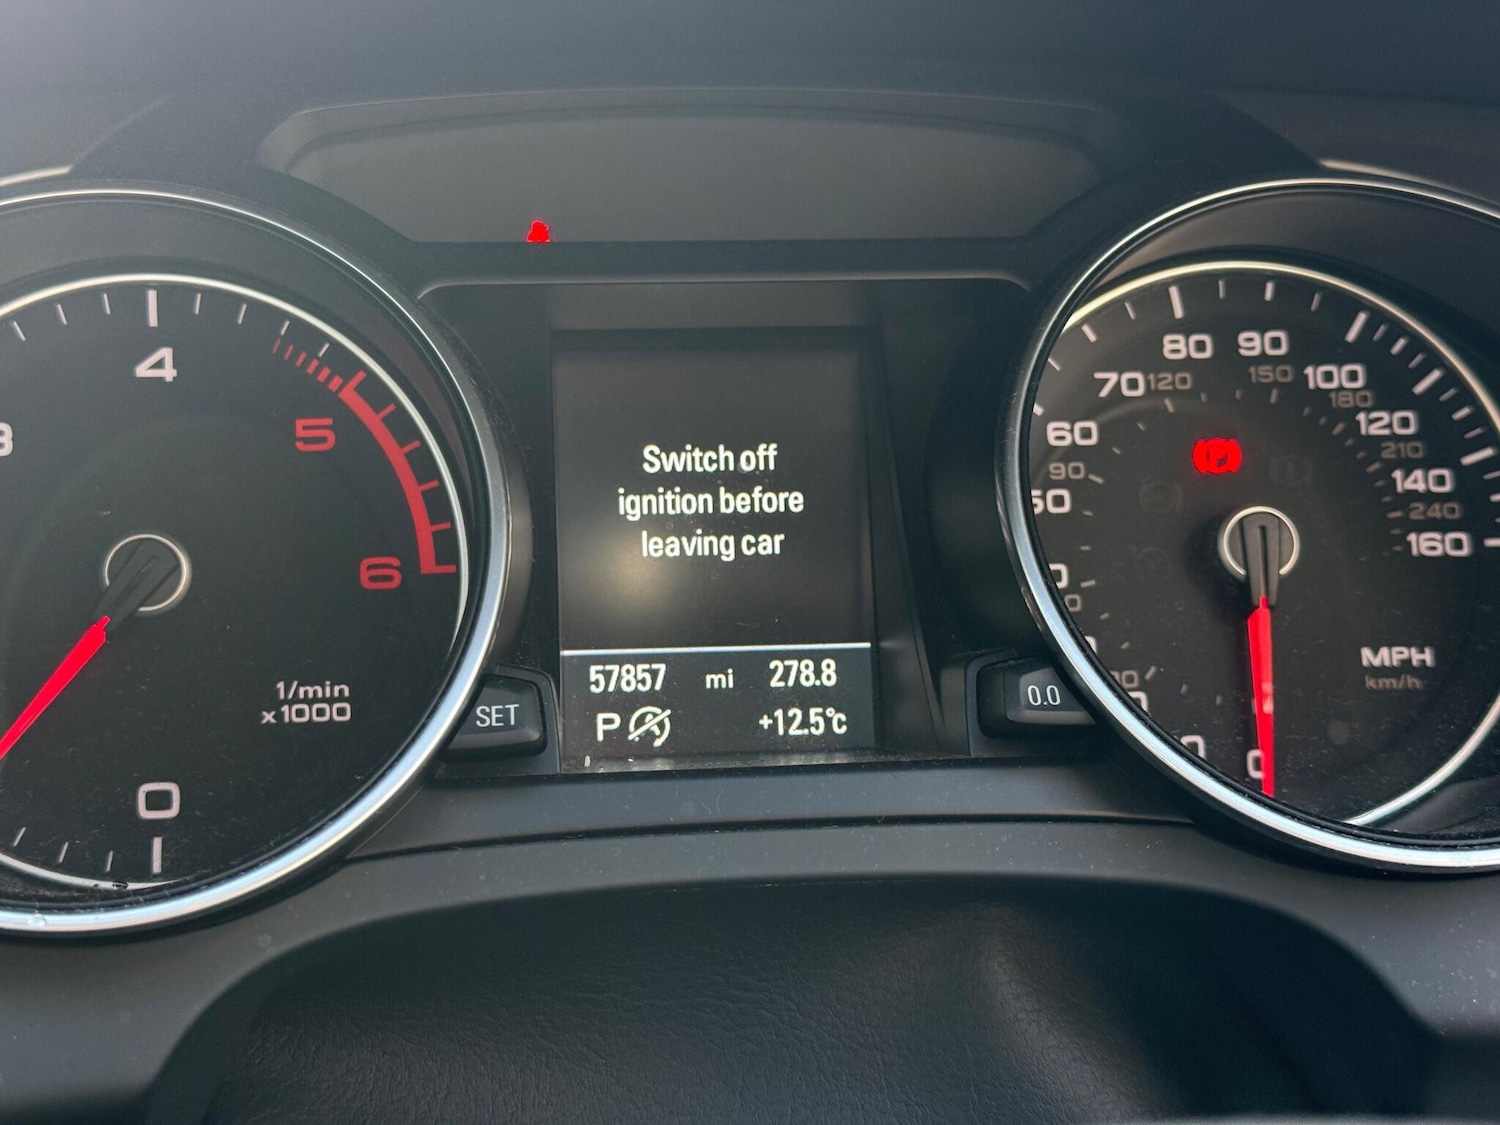 4
5
6
1/min
x1000
0
SET
Switch off
ignition before
leaving car
57857 mi 278.8
P +12.5°c
0.0
50
60
70
80
90
100
120
140
160
90
120
150
180
210
240
P
MPH
km/h